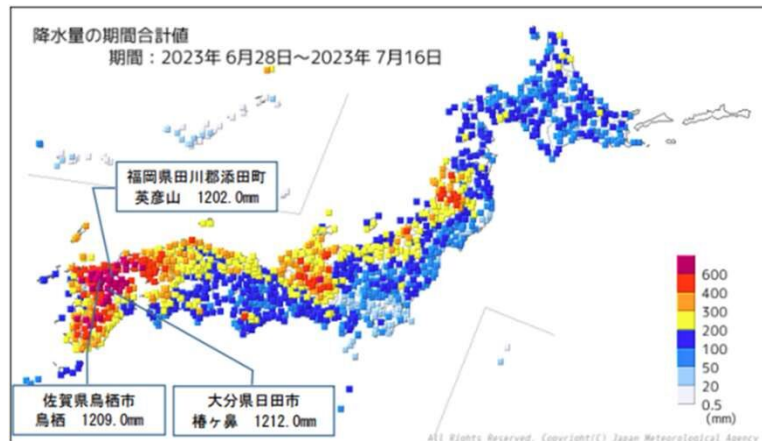 降水量の期間合計値
期間：2023年 6月28日～2023年 7月16日
福岡県田川郡添田町
英彦山 1202.0mm
佐賀県鳥栖市
鳥栖 1209.0mm
大分県日田市
椿ヶ鼻 1212.0mm
600
400
300
200
100
50
20
0.5
(mm)
All Rights Reserved. Copyright(C) Japan Meteorological Agency